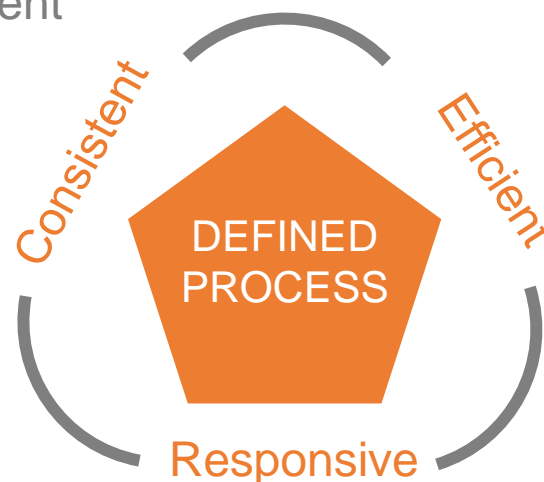 Consistent
Efficient
DEFINED
PROCESS
Responsive